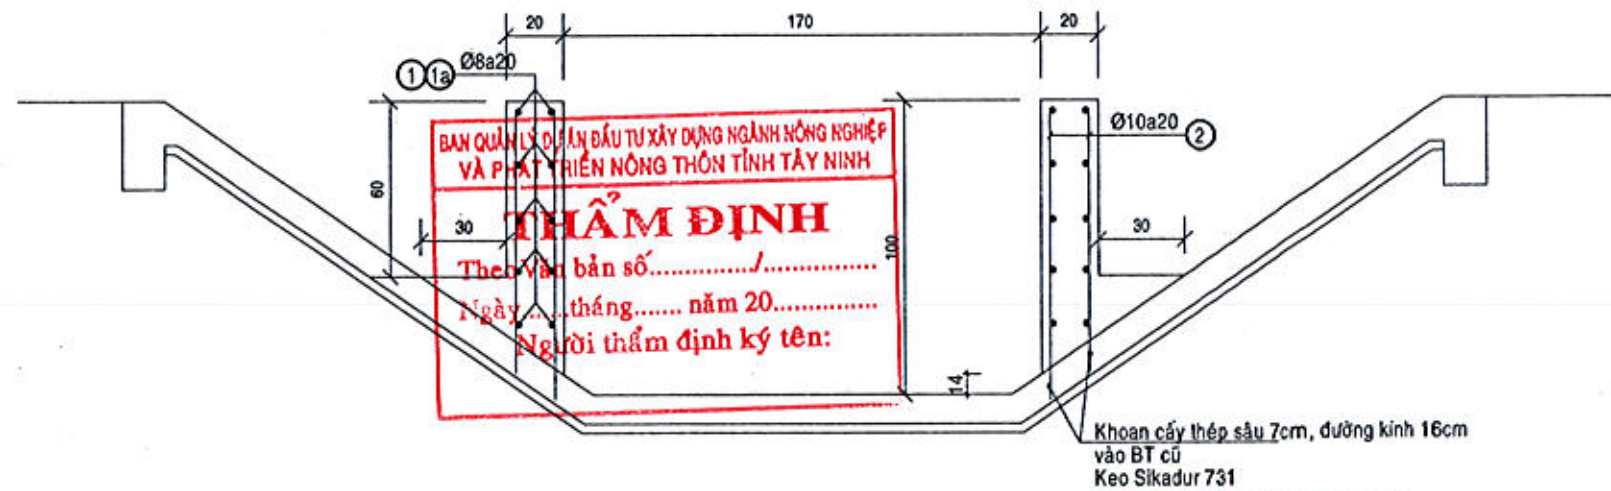 20
170
20
1 1a Ø8a20
Ø10a20 2
BAN QUẢN LÝ DỰ ÁN ĐẦU TƯ XÂY DỰNG NGÀNH NÔNG NGHIỆP
VÀ PHÁT TRIỂN NÔNG THÔN TỈNH TÂY NINH
THẨM ĐỊNH
Theo Văn bản số.............../................
Ngày ......tháng....... năm 20...............
Người thẩm định ký tên:
60
30
100
30
14
Khoan cấy thép sâu 7cm, đường kính 16cm
vào BT cũ
Keo Sikadur 731